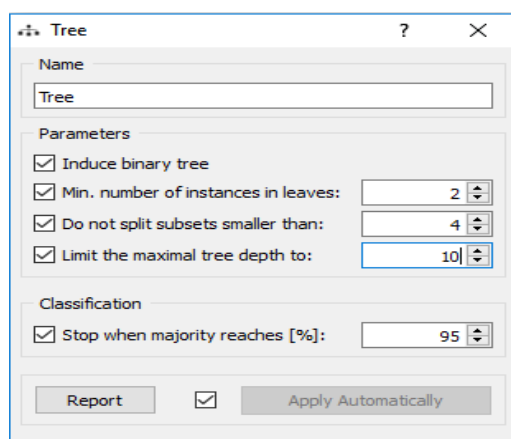 Tree ?
Name
Tree
Parameters
Induce binary tree
Min. number of instances in leaves: 2
Do not split subsets smaller than: 4
Limit the maximal tree depth to: 10
Classification
Stop when majority reaches [%]: 95
Report Apply Automatically